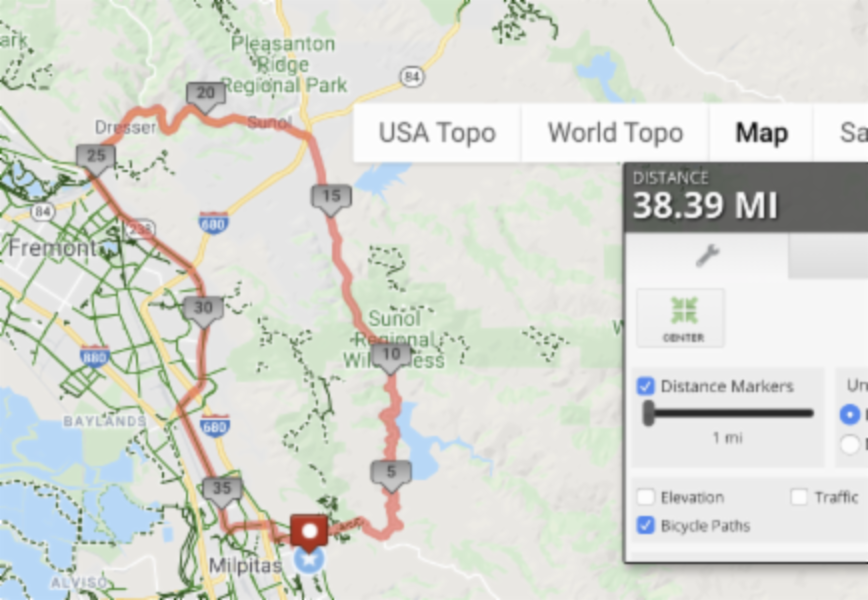 ark
Pleasanton
Ridge
Regional Park
84
20
Dresser
Sunol
USA Topo
World Topo
Map
Sa
25
DISTANCE
38.39 MI
15
84
238
680
Fremont
CENTER
30
Sunol
Regional
Wilderness
10
880
Distance Markers
Un
1 mi
BAYLANDS
680
5
35
Elevation
Traffic
Bicycle Paths
Milpitas
ALVISO